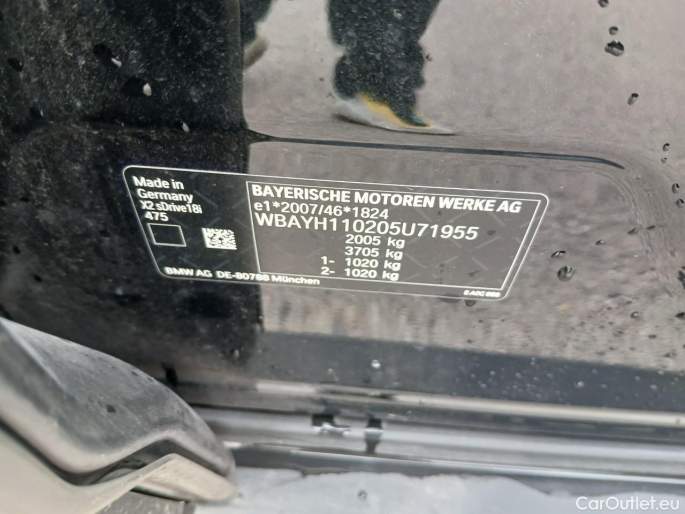 Made in
Germany
X2 sDrive18i
475
BAYERISCHE MOTOREN WERKE AG
e1*2007/46*1824
WBAYH110205U71955
2005 kg
3705 kg
1- 1020 kg
2- 1020 kg
BMW AG DE-80788 München
CarOutlet.eu